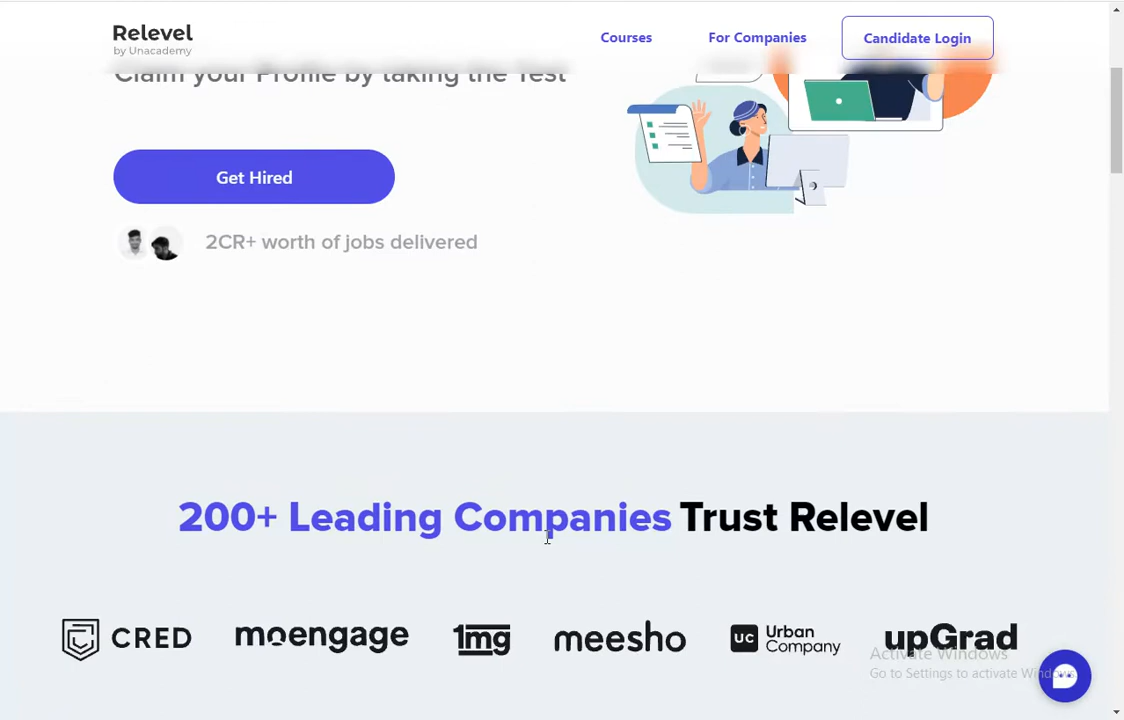 Relevel
by Unacademy
Courses
For Companies
Candidate Login
Claim your Profile by taking the Test
Get Hired
2CR+ worth of jobs delivered
200+ Leading Companies Trust Relevel
CRED
moengage
1mg
meesho
UC Urban Company
upGrad
Activate Windows
Go to Settings to activate Windows.